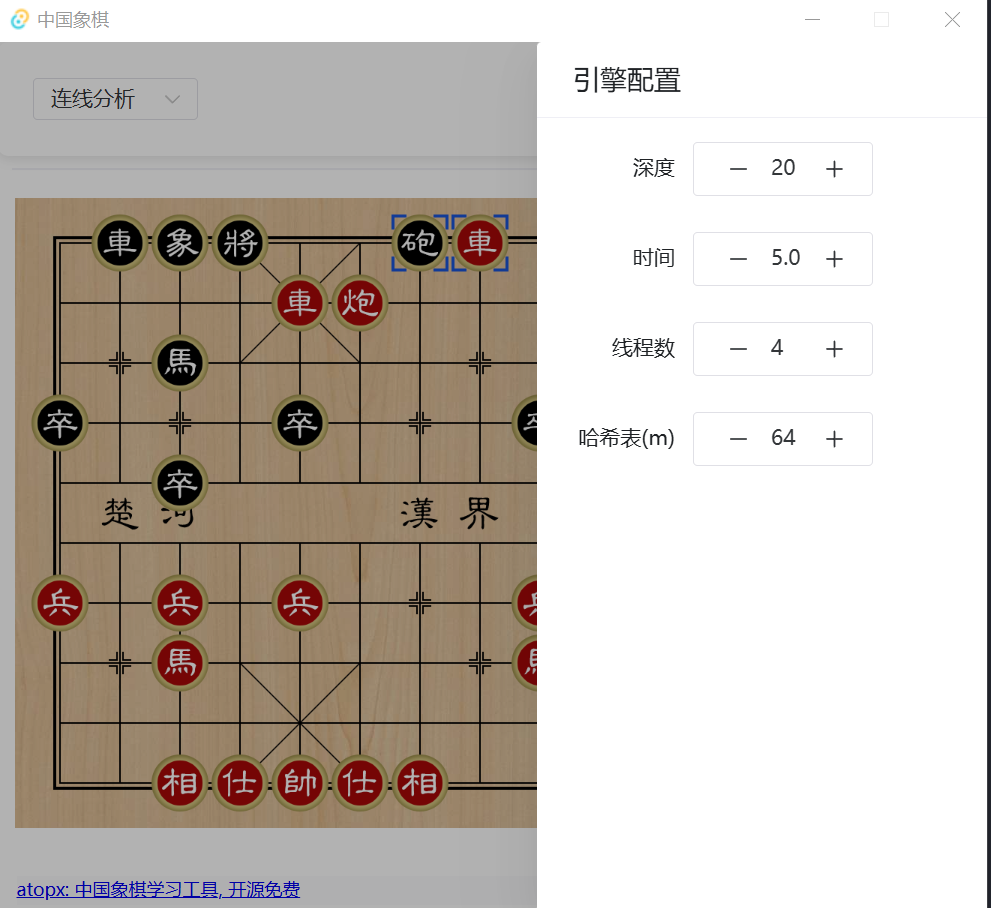 中国象棋
引擎配置
连线分析
深度
20
时间
5.0
线程数
4
哈希表(m)
64
車 象 將 砲 車
車 炮
馬
卒 卒
卒
楚 河 漢 界
兵 兵 兵
馬
相 仕 帥 仕 相
atopx: 中国象棋学习工具, 开源免费